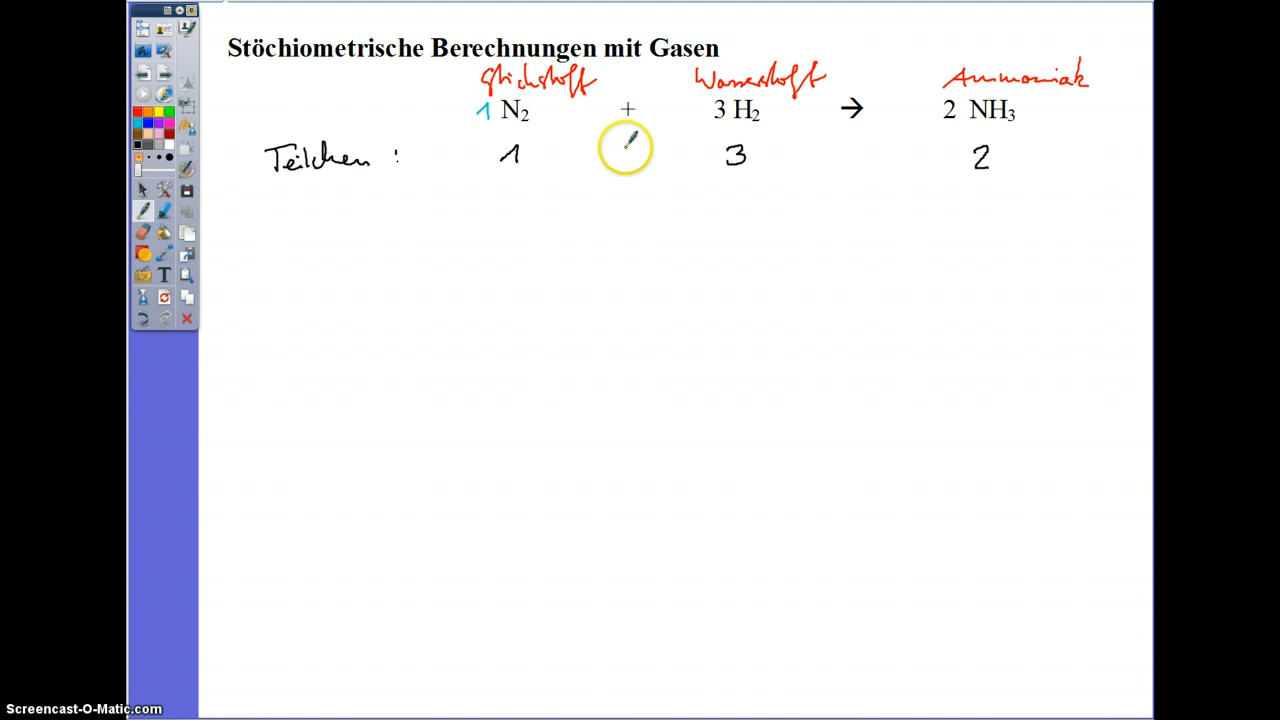 Stöchiometrische Berechnungen mit Gasen
Stickstoff Wasserstoff Ammoniak
1 N₂ + 3 H₂ → 2 NH₃
Teilchen : 1 3 2
T
Screencast-O-Matic.com